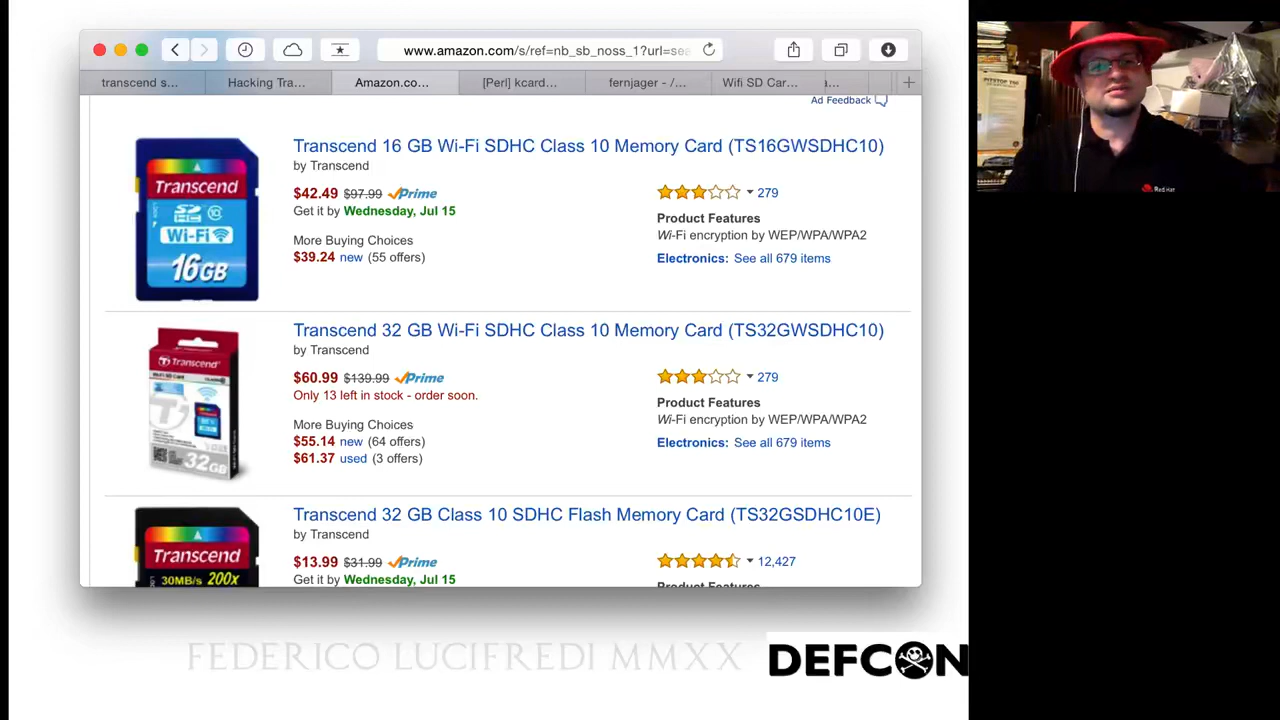 www.amazon.com/s/ref=nb_sb_noss_1?url=sea
transcend s... Hacking Tra... Amazon.co... [Perl] kcarw... fernjager - /... Wifi SD Car...
Ad Feedback
Transcend 16 GB Wi-Fi SDHC Class 10 Memory Card (TS16GWSDHC10)
by Transcend
$42.49 $97.99 Prime
Get it by Wednesday, Jul 15
More Buying Choices
$39.24 new (55 offers)
279
Product Features
Wi-Fi encryption by WEP/WPA/WPA2
Electronics: See all 679 items
Transcend
Wi-Fi
16GB
Transcend 32 GB Wi-Fi SDHC Class 10 Memory Card (TS32GWSDHC10)
by Transcend
$60.99 $139.99 Prime
Only 13 left in stock - order soon.
More Buying Choices
$55.14 new (64 offers)
$61.37 used (3 offers)
279
Product Features
Wi-Fi encryption by WEP/WPA/WPA2
Electronics: See all 679 items
Transcend
32GB
Transcend 32 GB Class 10 SDHC Flash Memory Card (TS32GSDHC10E)
by Transcend
$13.99 $31.99 Prime
Get it by Wednesday, Jul 15
12,427
Product Features
Transcend
30MB/s 200x
FEDERICO LUCIFREDI MMXX
DEFCON
PITSTOP
Red Hat